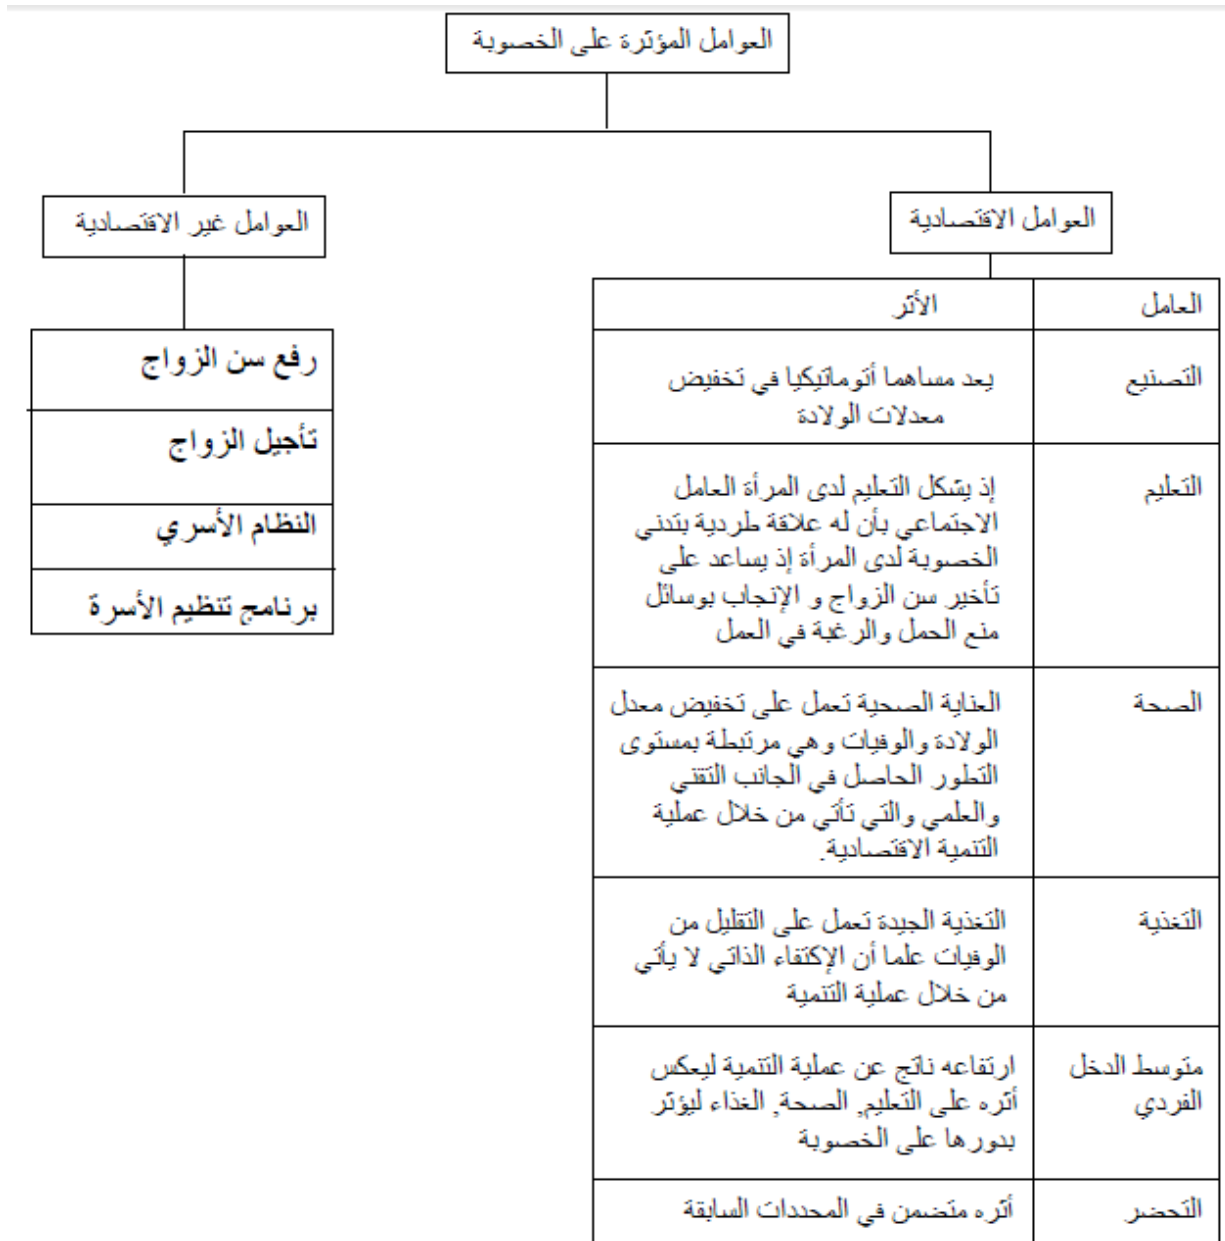 العوامل المؤثرة على الخصوبة
العوامل الاقتصادية
العوامل غير الاقتصادية
العامل
الأثر
التصنيع
يعد مساهما أتوماتيكيا في تخفيض
معدلات الولادة
التعليم
إذ يشكل التعليم لدى المرأة العامل
الاجتماعي بأن له علاقة طردية بتدني
الخصوبة لدى المرأة إذ يساعد على
تأخير سن الزواج و الإنجاب بوسائل
منع الحمل والرغبة في العمل
الصحة
العناية الصحية تعمل على تخفيض معدل
الولادة والوفيات وهي مرتبطة بمستوى
التطور الحاصل في الجانب التقني
والعلمي والتي تأتي من خلال عملية
التنمية الاقتصادية.
التغذية
التغذية الجيدة تعمل على التقليل من
الوفيات علما أن الإكتفاء الذاتي لا يأتي
من خلال عملية التنمية
متوسط الدخل
الفردي
ارتفاعه ناتج عن عملية التنمية ليعكس
أثره على التعليم, الصحة, الغذاء ليؤثر
بدورها على الخصوبة
التحضر
أثره متضمن في المحددات السابقة
رفع سن الزواج
تأجيل الزواج
النظام الأسري
برنامج تنظيم الأسرة